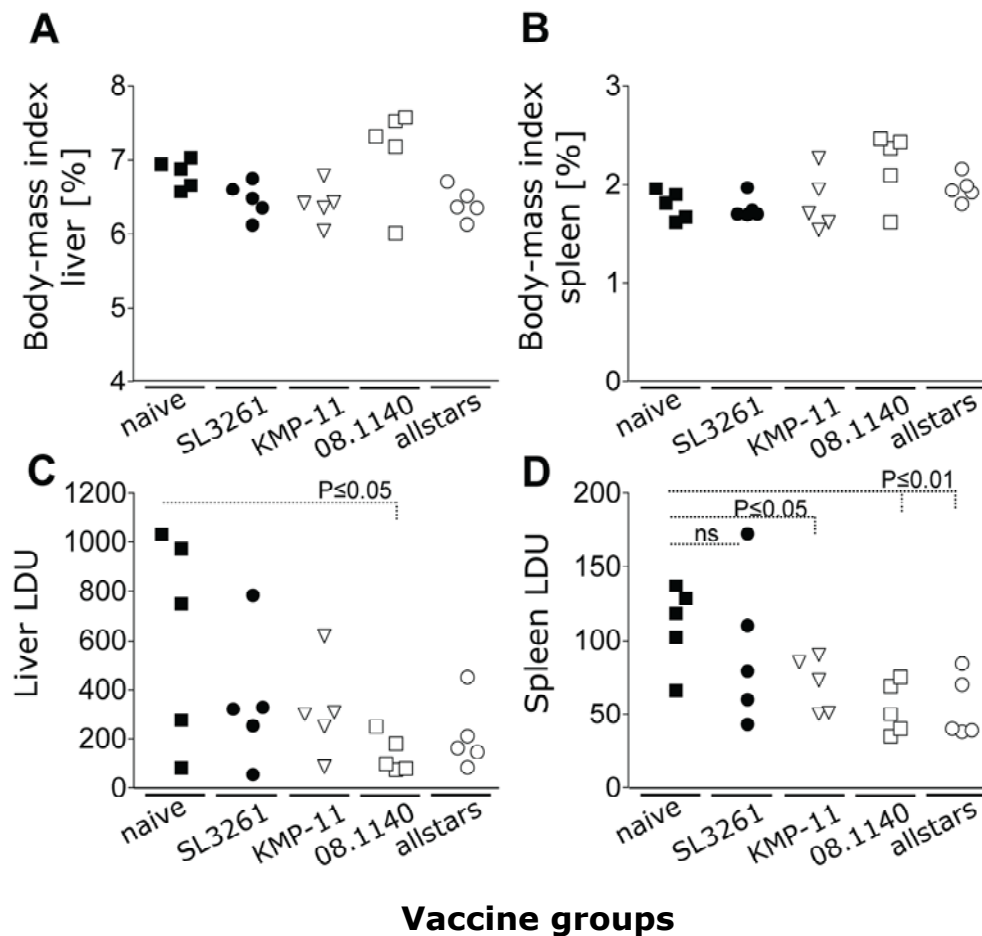 A
Body-mass index
liver [%]
8
7
6
5
4
naive
SL3261
KMP-11
08.1140
allstars
B
Body-mass index
spleen [%]
3
2
1
0
naive
SL3261
KMP-11
08.1140
allstars
C
Liver LDU
1200
1000
800
600
400
200
0
P≤0.05
naive
SL3261
KMP-11
08.1140
allstars
D
Spleen LDU
200
150
100
50
0
P≤0.01
P≤0.05
ns
naive
SL3261
KMP-11
08.1140
allstars
Vaccine groups